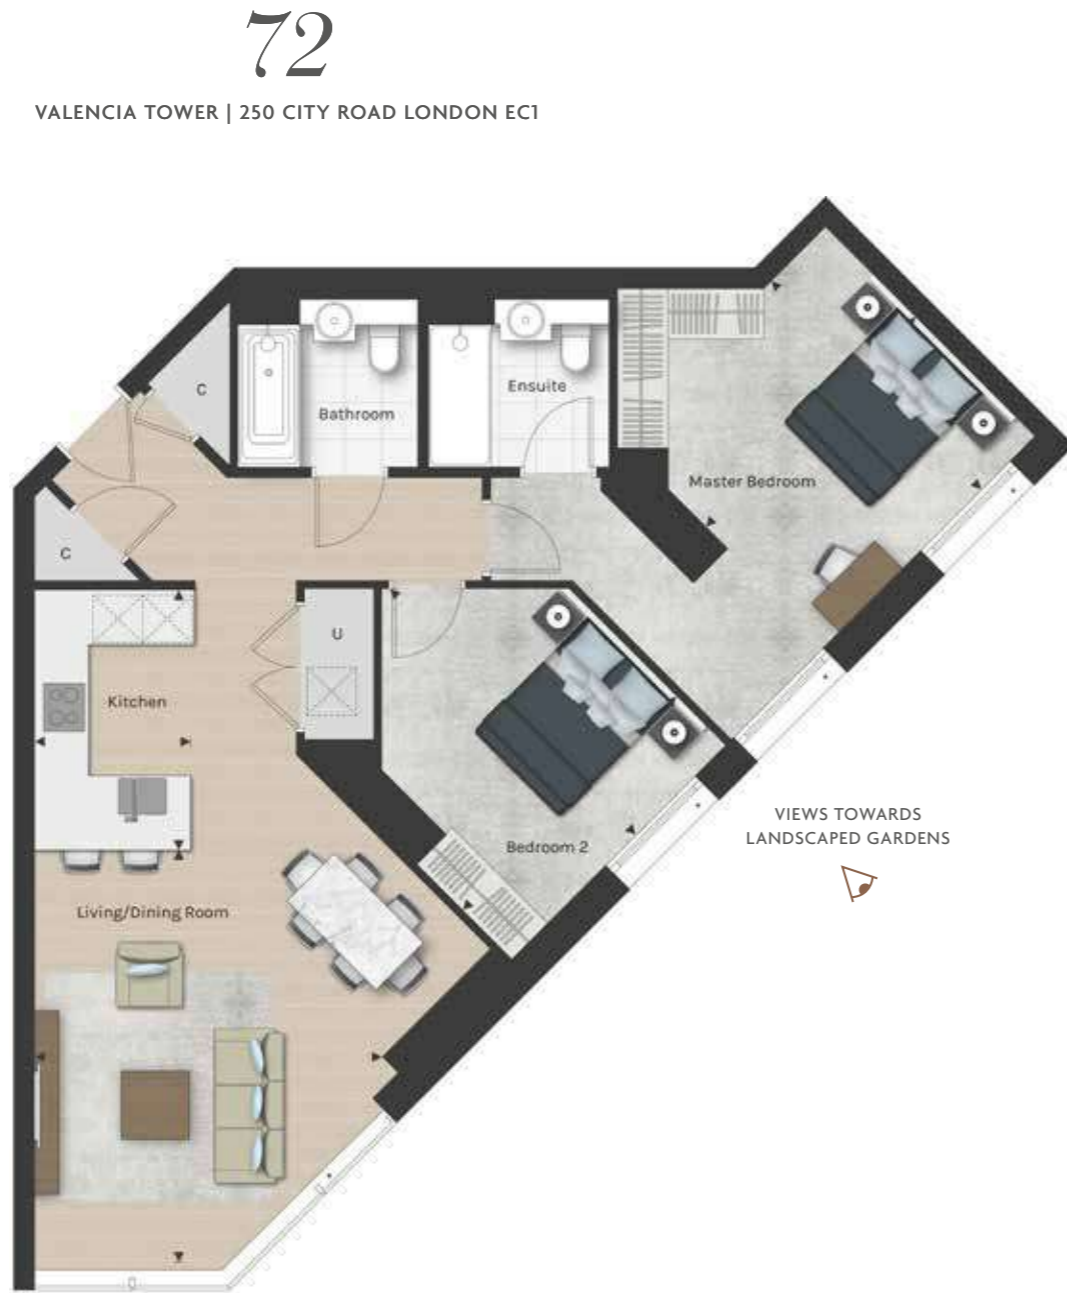 72
VALENCIA TOWER | 250 CITY ROAD LONDON EC1
C
Bathroom
Ensuite
Master Bedroom
C
U
Kitchen
VIEWS TOWARDS
LANDSCAPED GARDENS
Bedroom 2
Living/Dining Room